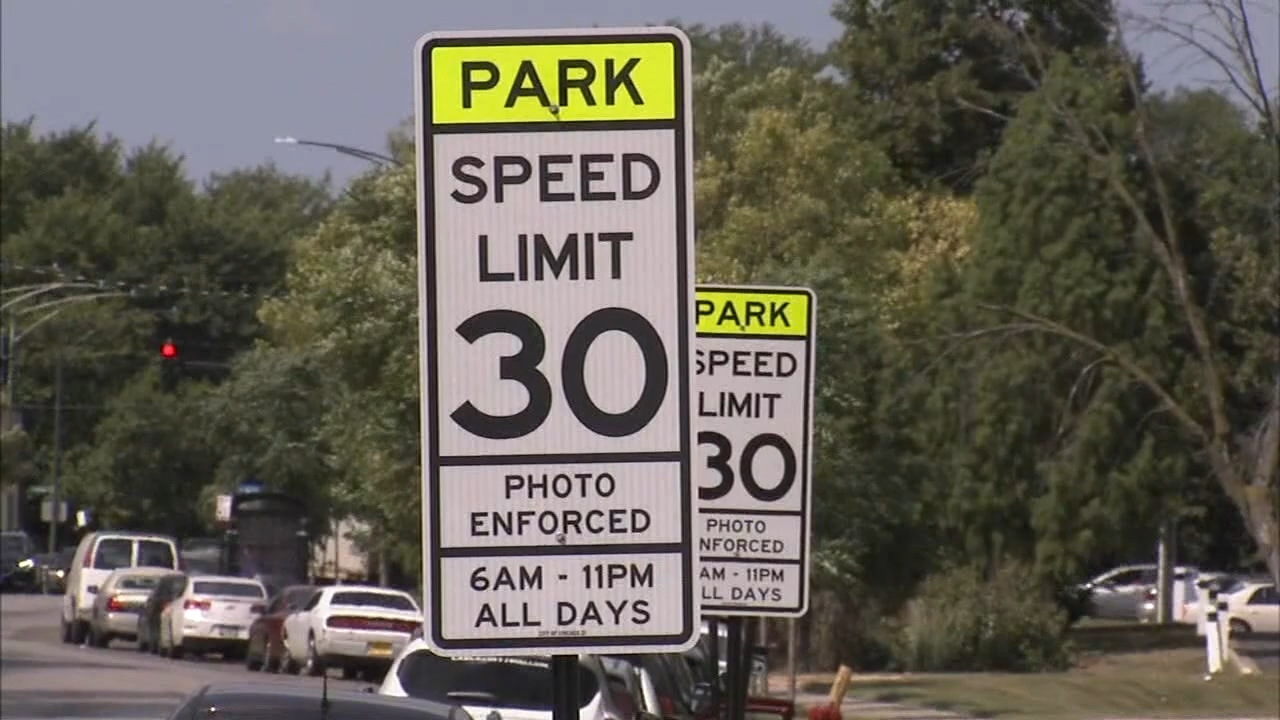 PARK
SPEED
LIMIT
30
PHOTO
ENFORCED
6AM - 11PM
ALL DAYS
PARK
SPEED
LIMIT
30
PHOTO
NFORCED
AM - 11PM
LL DAYS